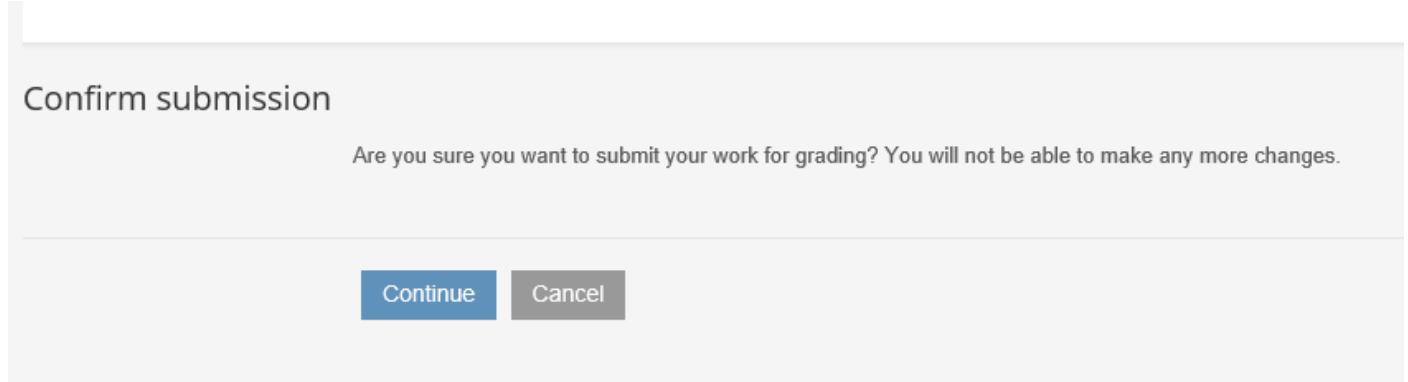 Confirm submission
Are you sure you want to submit your work for grading? You will not be able to make any more changes.
Continue Cancel